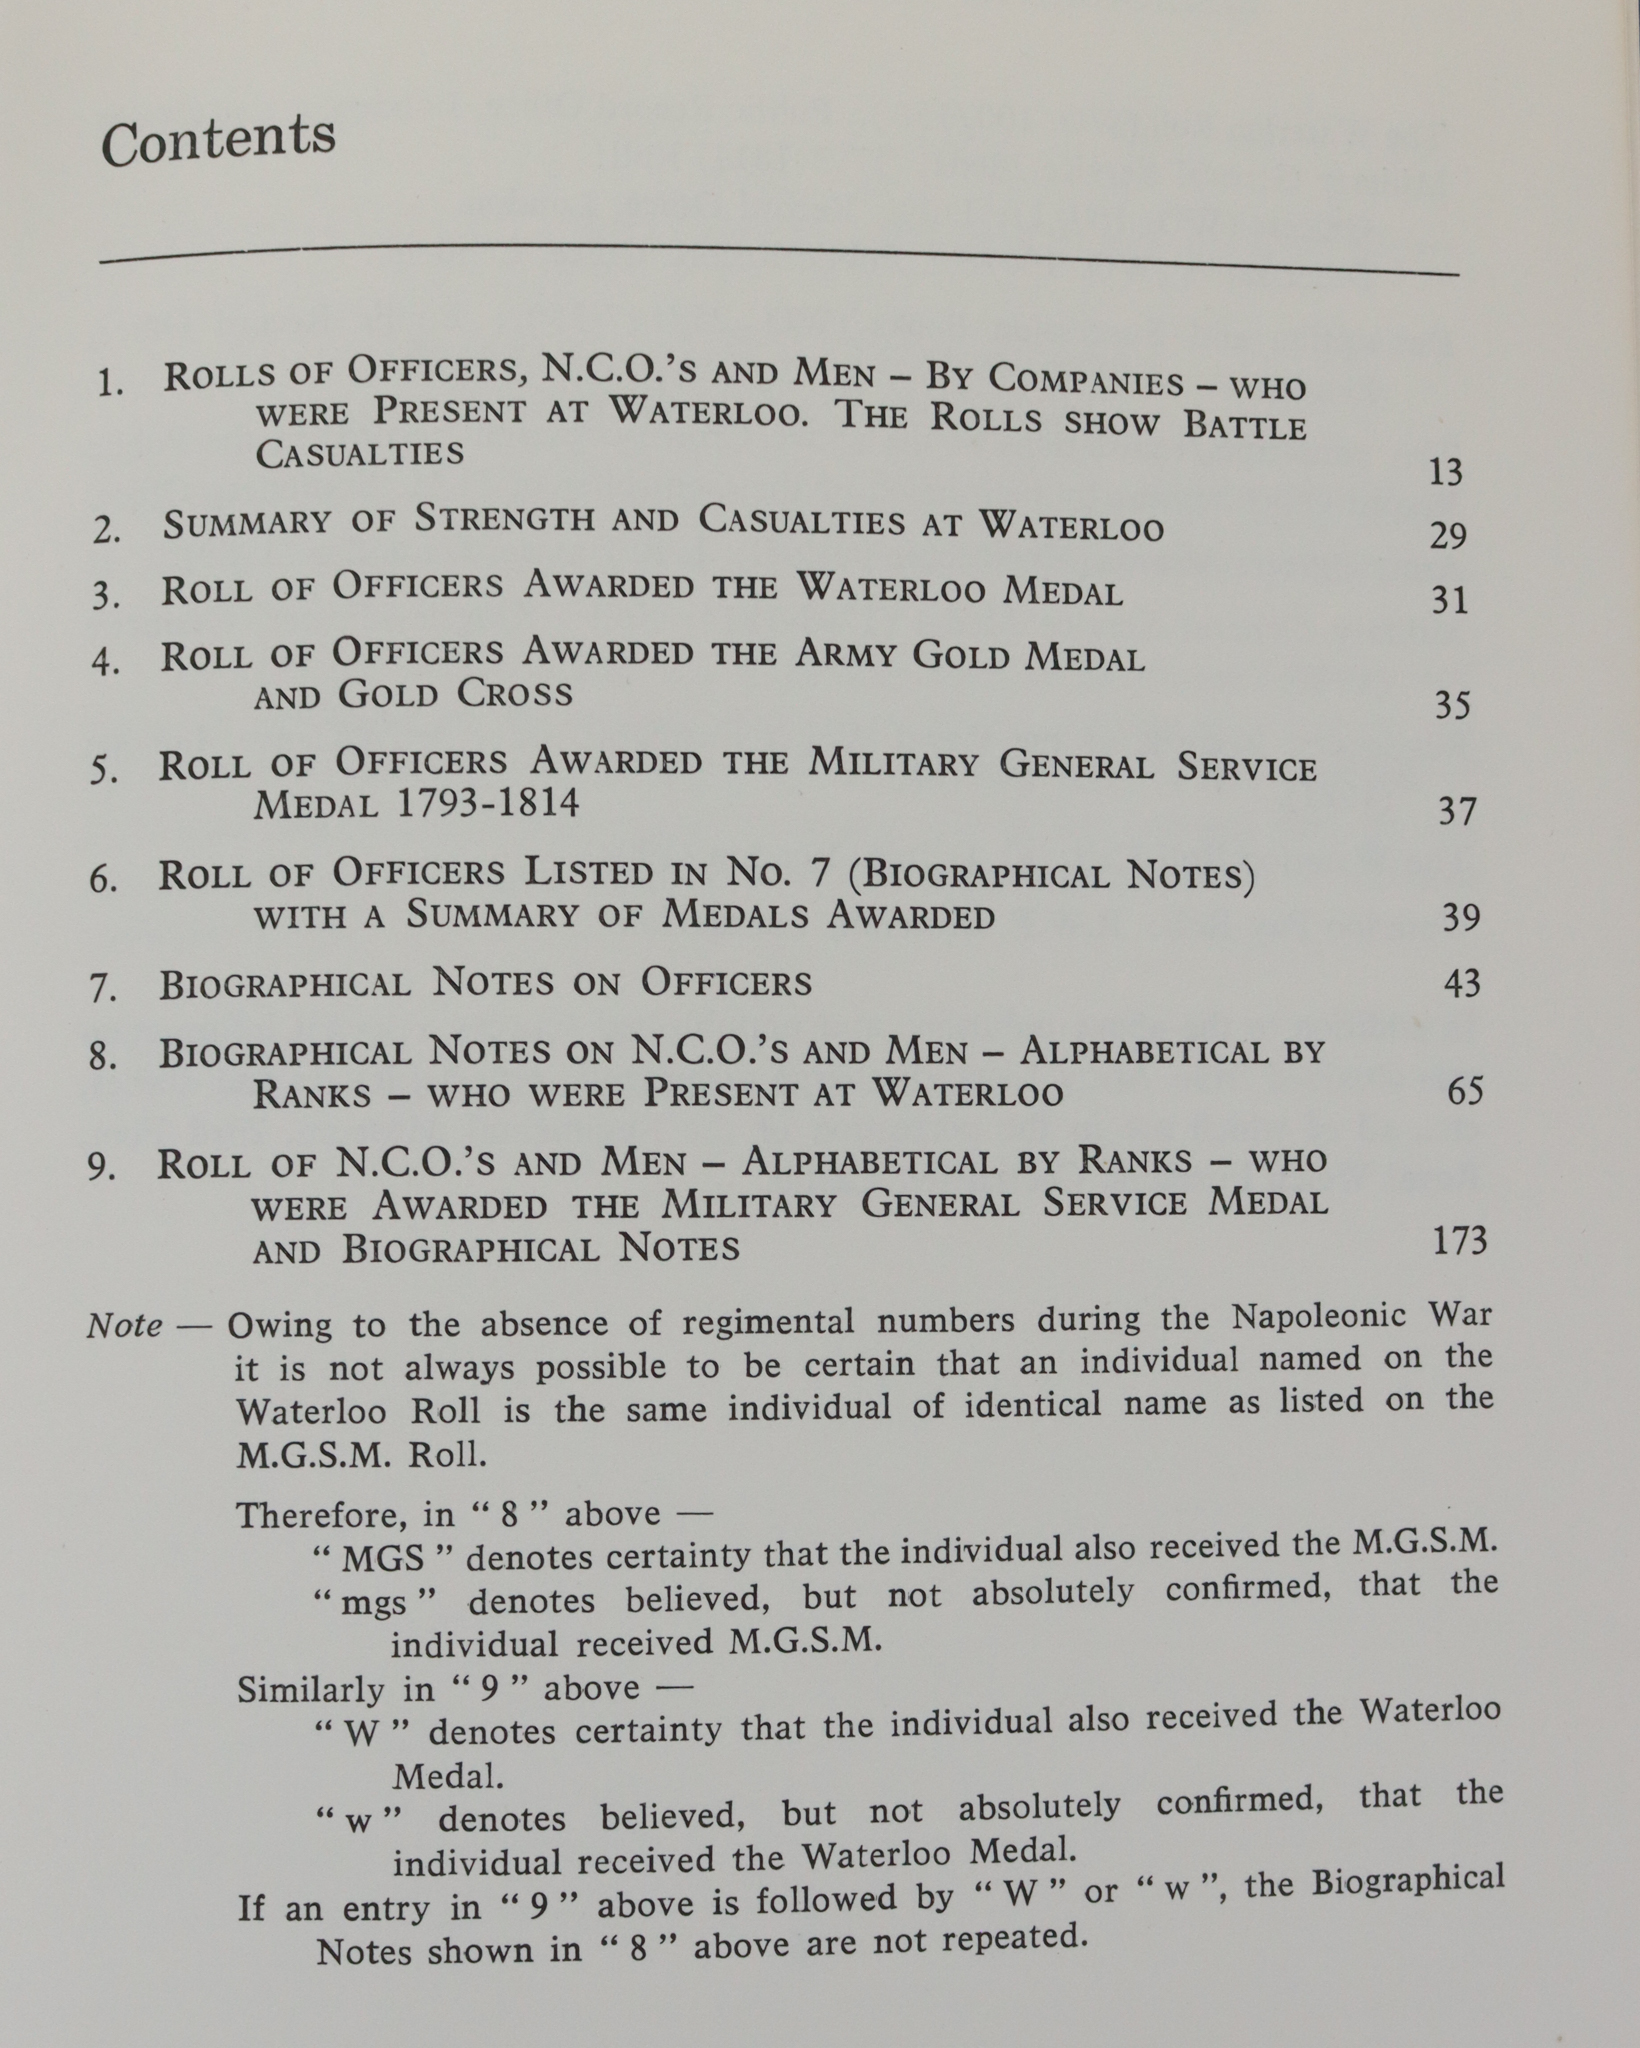 Contents
1. Rolls of Officers, N.C.O.'s and Men – By Companies – who
were Present at Waterloo. The Rolls show Battle
Casualties 13
2. Summary of Strength and Casualties at Waterloo 29
3. Roll of Officers Awarded the Waterloo Medal 31
4. Roll of Officers Awarded the Army Gold Medal
and Gold Cross 35
5. Roll of Officers Awarded the Military General Service
Medal 1793-1814 37
6. Roll of Officers Listed in No. 7 (Biographical Notes)
with a Summary of Medals Awarded 39
7. Biographical Notes on Officers 43
8. Biographical Notes on N.C.O.'s and Men – Alphabetical by
Ranks – who were Present at Waterloo 65
9. Roll of N.C.O.'s and Men – Alphabetical by Ranks – who
were Awarded the Military General Service Medal
and Biographical Notes 173
Note — Owing to the absence of regimental numbers during the Napoleonic War
it is not always possible to be certain that an individual named on the
Waterloo Roll is the same individual of identical name as listed on the
M.G.S.M. Roll.
Therefore, in “ 8 ” above —
“ MGS ” denotes certainty that the individual also received the M.G.S.M.
“ mgs ” denotes believed, but not absolutely confirmed, that the
individual received M.G.S.M.
Similarly in “ 9 ” above —
“ W ” denotes certainty that the individual also received the Waterloo
Medal.
“ w ” denotes believed, but not absolutely confirmed, that the
individual received the Waterloo Medal.
If an entry in “ 9 ” above is followed by “ W ” or “ w ”, the Biographical
Notes shown in “ 8 ” above are not repeated.